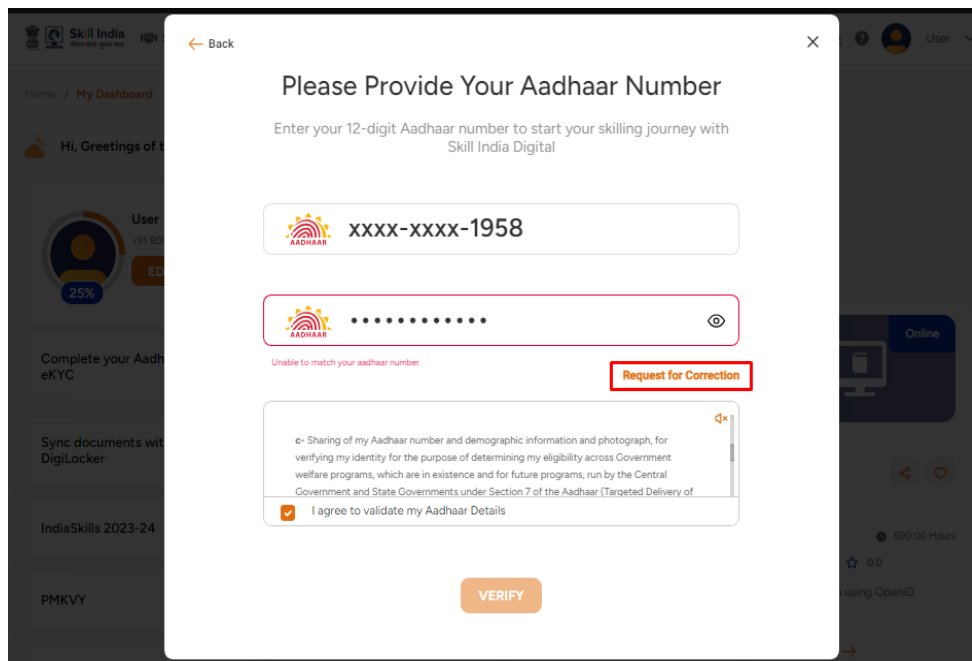 Skill India
Back
User
Please Provide Your Aadhaar Number
Home / My Dashboard
Enter your 12-digit Aadhaar number to start your skilling journey with
Skill India Digital
Hi, Greetings of t
xxxx-xxxx-1958
AADHAAR
User
+91 80
ED
25%
AADHAAR
Online
Unable to match your aadhaar number
Request for Correction
Complete your Aadh
eKYC
c- Sharing of my Aadhaar number and demographic information and photograph, for
verifying my identity for the purpose of determining my eligibility across Government
welfare programs, which are in existence and for future programs, run by the Central
Government and State Governments under Section 7 of the Aadhaar (Targeted Delivery of
Sync documents wit
DigiLocker
I agree to validate my Aadhaar Details
IndiaSkills 2023-24
500:00 Hours
0.0
VERIFY
PMKVY
using OpenID